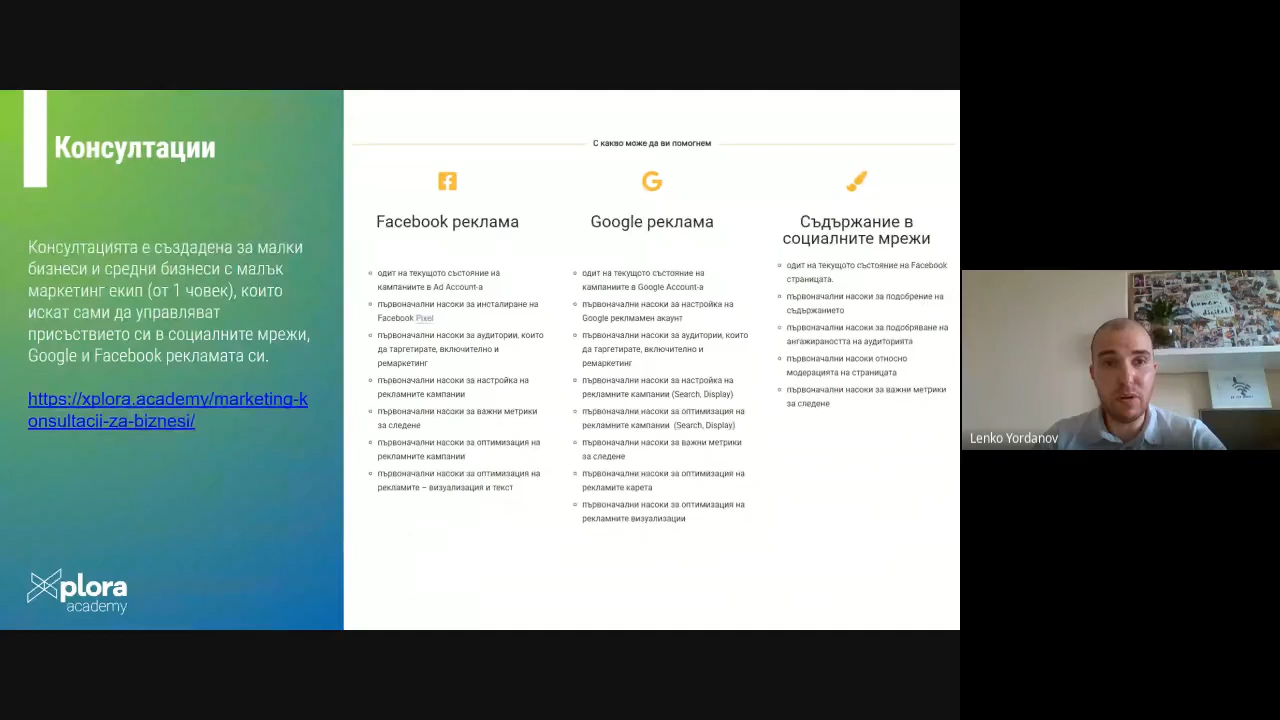 Консултации
Консултацията е създадена за малки
бизнеси и средни бизнеси с малък
маркетинг екип (от 1 човек), които
искат сами да управляват
присъствието си в социалните мрежи,
Google и Facebook рекламата си.
https://xplora.academy/marketing-k
onsultacii-za-biznesi/
Xplora
academy
С какво може да ви помогнем
Facebook реклама
одит на текущото състояние на
кампаниите в Ad Account-а
първоначални насоки за инсталиране на
Facebook Pixel
първоначални насоки за аудитории, които
да таргетирате, включително и
ремаркетинг
първоначални насоки за настройка на
рекламните кампании
първоначални насоки за важни метрики
за следене
първоначални насоки за оптимизация на
рекламните кампании
първоначални насоки за оптимизация на
рекламите – визуализация и текст
Google реклама
одит на текущото състояние на
кампаниите в Google Account-а
първоначални насоки за настройка на
Google реклмамен акаунт
първоначални насоки за аудитории, които
да таргетирате, включително и
ремаркетинг
първоначални насоки за настройка на
рекламните кампании (Search, Display)
първоначални насоки за оптимизация на
рекламните кампании (Search, Display)
първоначални насоки за важни метрики
за следене
първоначални насоки за оптимизация на
рекламите карета
първоначални насоки за оптимизация на
рекламните визуализации
Съдържание в
социалните мрежи
одит на текущото състояние на Facebook
страницата.
първоначални насоки за подобрение на
съдържанието
първоначални насоки за подобряване на
ангажираността на аудиторията
първоначални насоки относно
модерацията на страницата
първоначални насоки за важни метрики
за следене
human,
digital!
Lenko Yordanov